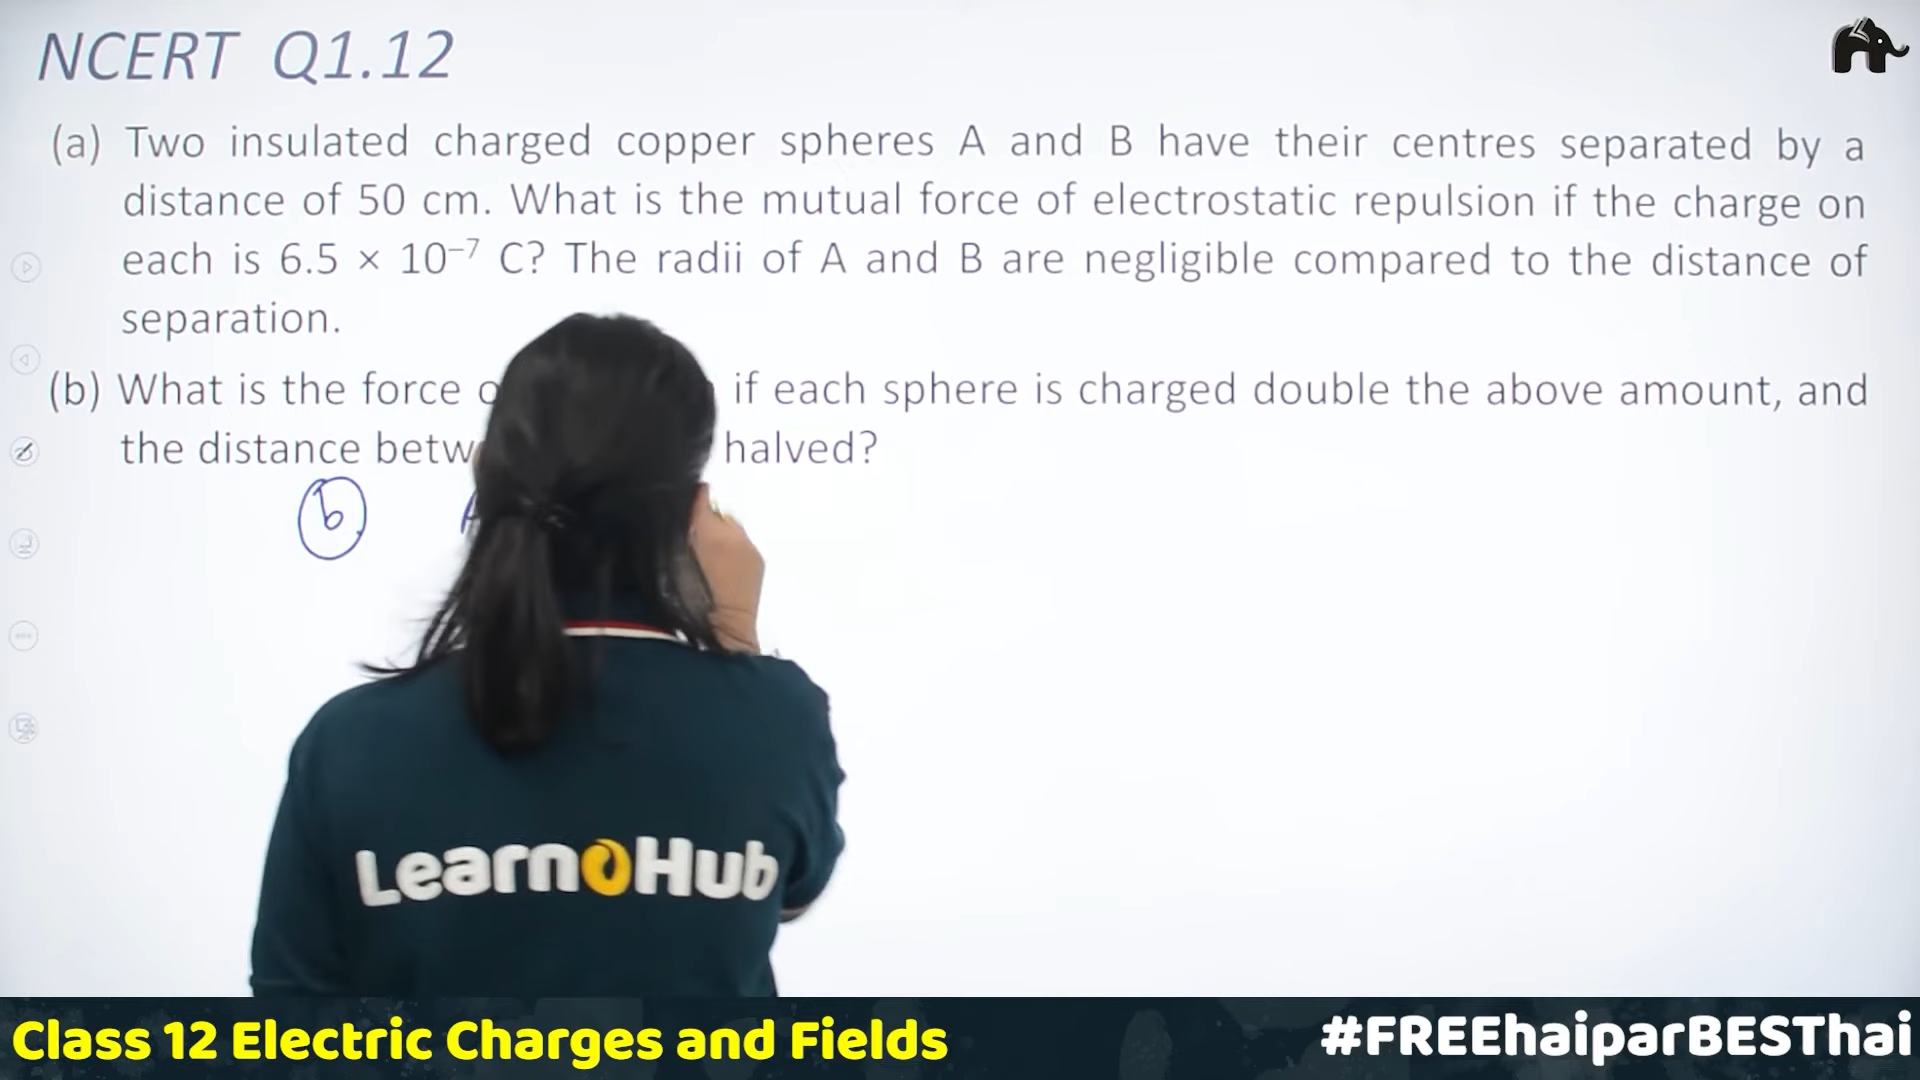 NCERT Q1.12
(a) Two insulated charged copper spheres A and B have their centres separated by a
distance of 50 cm. What is the mutual force of electrostatic repulsion if the charge on
each is 6.5 × 10⁻⁷ C? The radii of A and B are negligible compared to the distance of
separation.
(b) What is the force if each sphere is charged double the above amount, and
the distance halved?
b
LearnoHub
Class 12 Electric Charges and Fields
#FREEhaiparBESThai